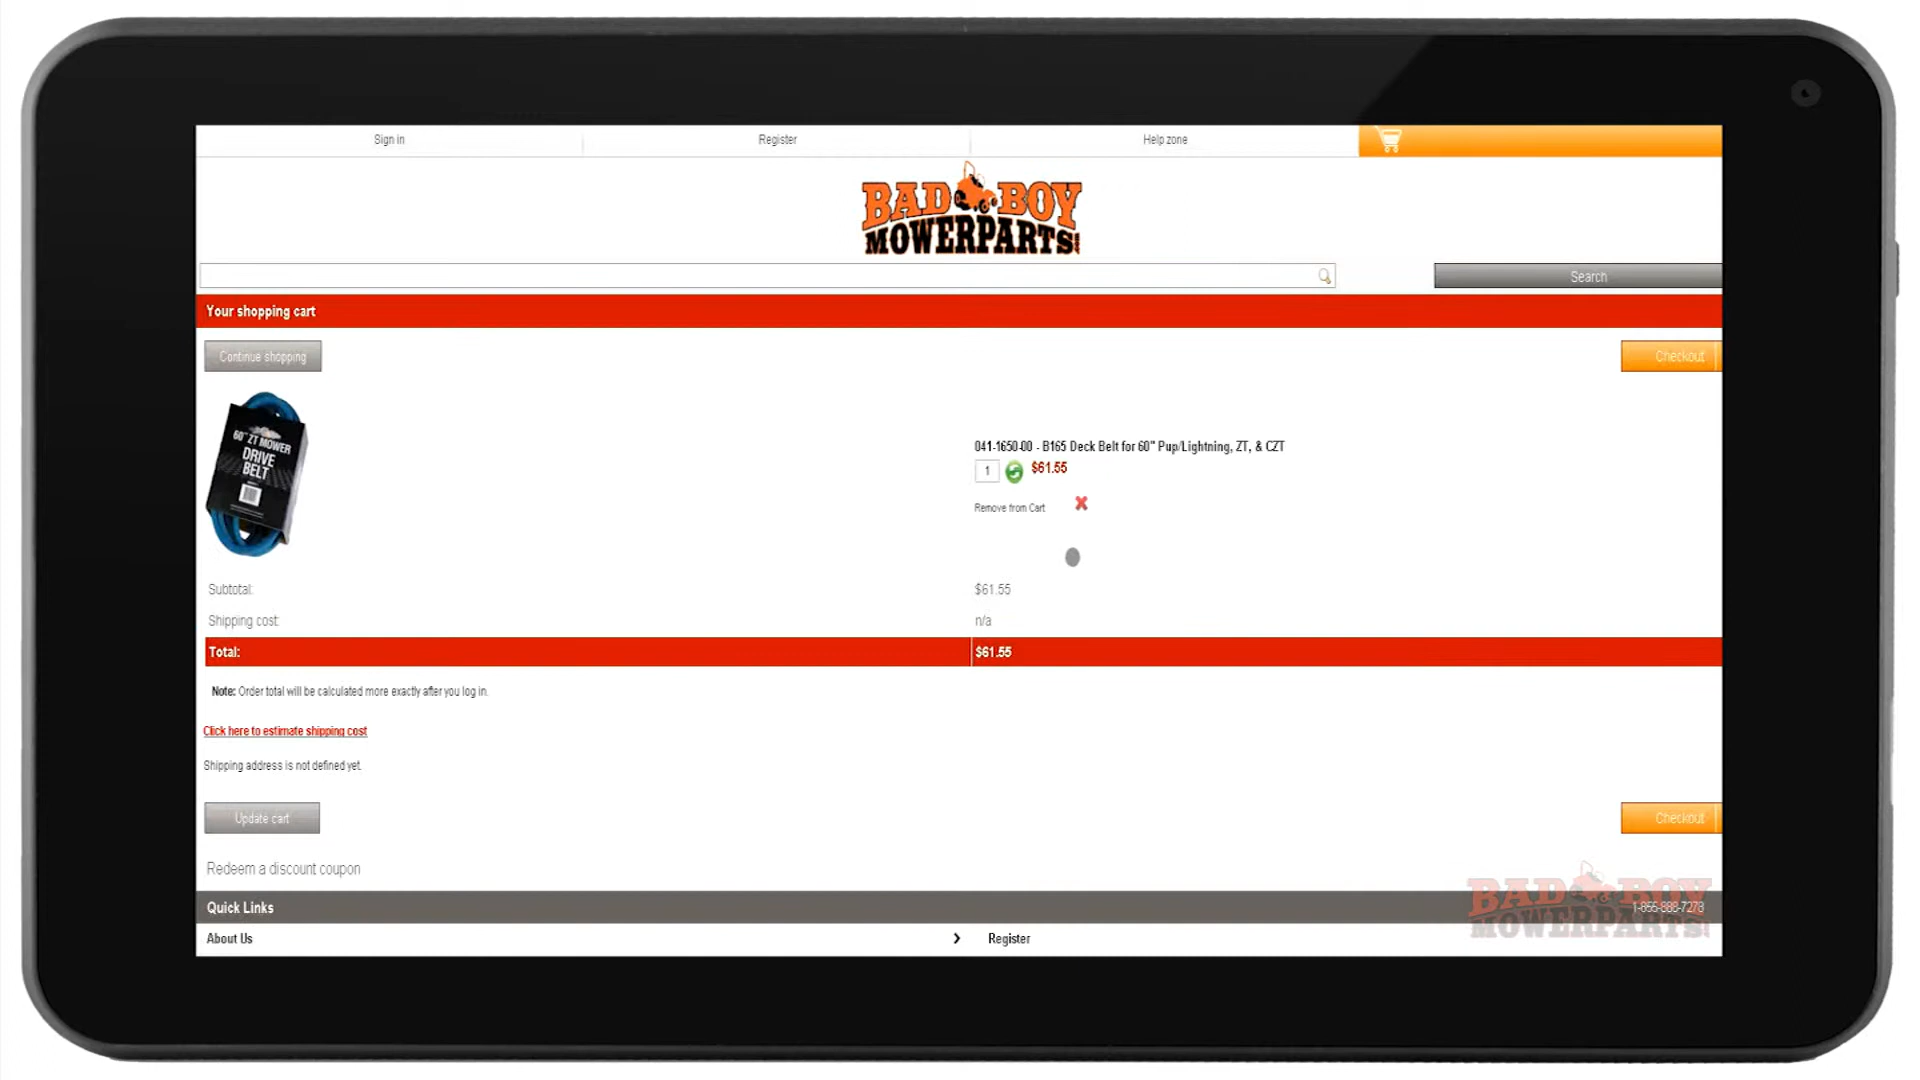 Sign in
Register
Help zone
BAD BOY
MOWERPARTS
Search
Your shopping cart
Continue shopping
Checkout
60" ZT MOWER
DRIVE
BELT
041-1650-00 - B165 Deck Belt for 60" Pup/Lightning, ZT, & CZT
1
$61.55
Remove from Cart
Subtotal:
$61.55
Shipping cost:
n/a
Total:
$61.55
Note: Order total will be calculated more exactly after you log in.
Click here to estimate shipping cost
Shipping address is not defined yet.
Update cart
Checkout
Redeem a discount coupon
BAD BOY
MOWERPARTS
Quick Links
1-855-888-7273
About Us
Register